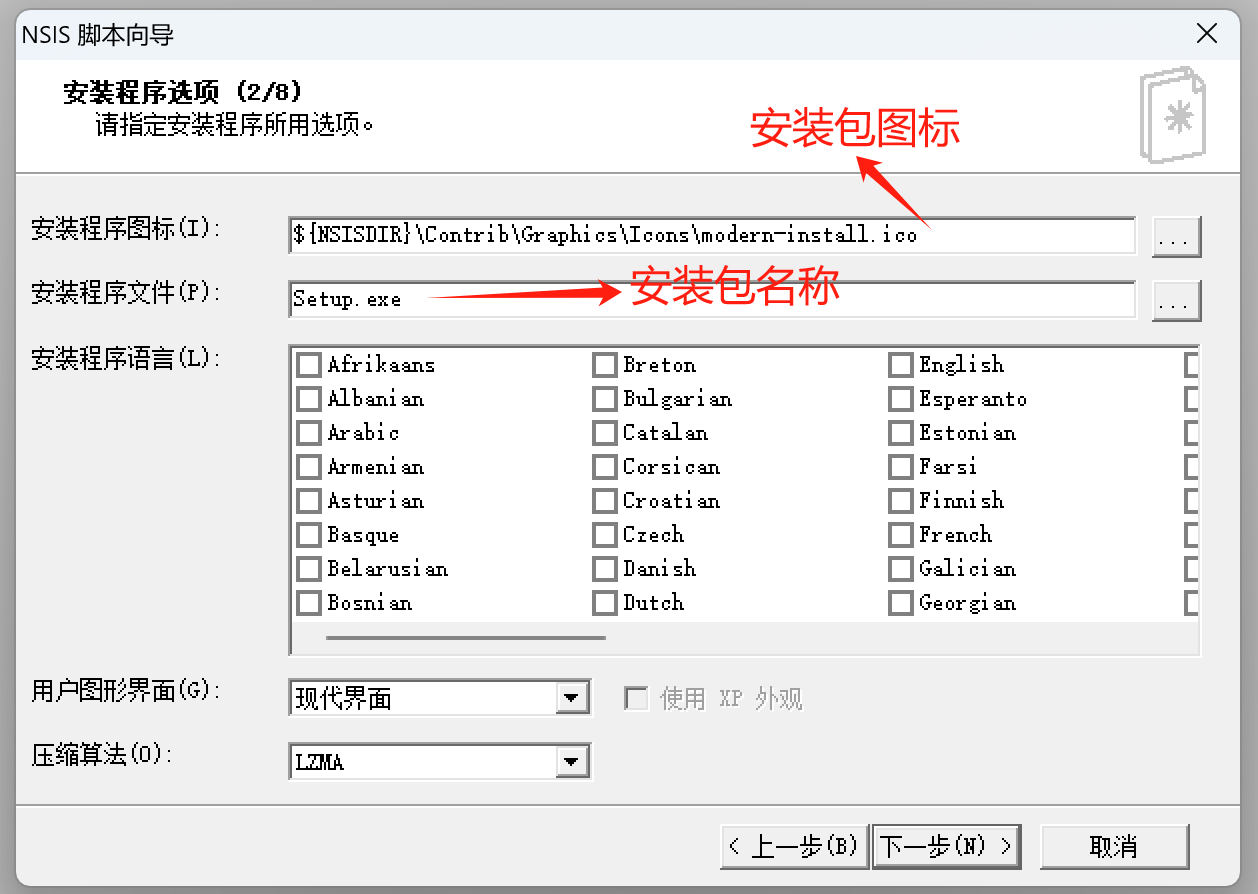 NSIS 脚本向导
安装程序选项 (2/8)
请指定安装程序所用选项。
安装包图标
安装程序图标(I): ${NSISDIR}\Contrib\Graphics\Icons\modern-install.ico ...
安装程序文件(P): Setup.exe 安装包名称 ...
安装程序语言(L): Afrikaans Breton English
Albanian Bulgarian Esperanto
Arabic Catalan Estonian
Armenian Corsican Farsi
Asturian Croatian Finnish
Basque Czech French
Belarusian Danish Galician
Bosnian Dutch Georgian
用户图形界面(G): 现代界面 使用 XP 外观
压缩算法(O): LZMA
< 上一步(B) 下一步(N) > 取消